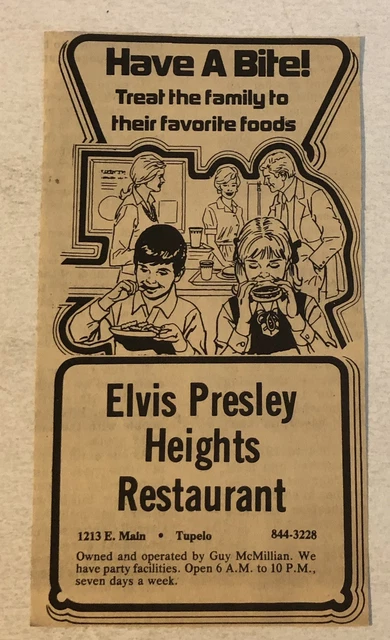 Have A Bite!
Treat the family to
their favorite foods
Elvis Presley
Heights
Restaurant
1213 E. Main • Tupelo 844-3228
Owned and operated by Guy McMillian. We
have party facilities. Open 6 A.M. to 10 P.M.,
seven days a week.